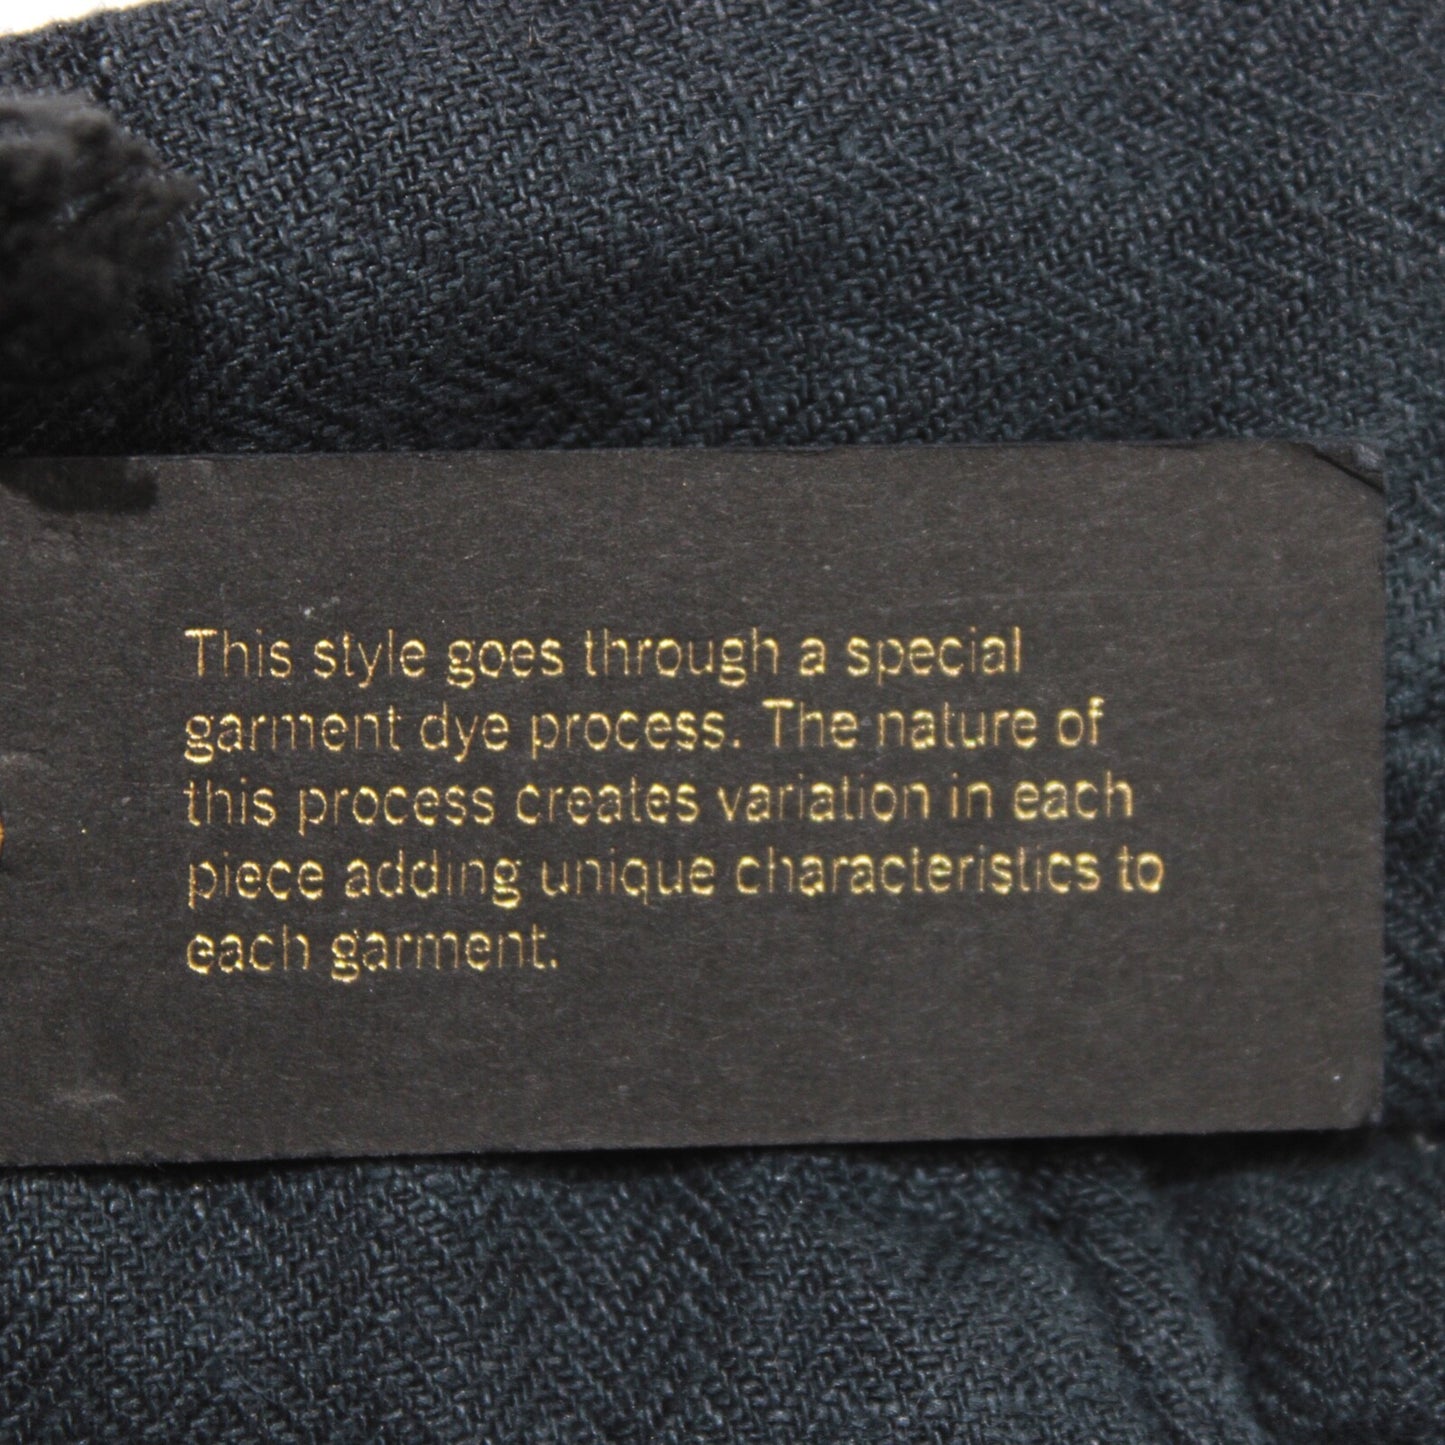 This style goes through a special
garment dye process. The nature of
this process creates variation in each
piece adding unique characteristics to
each garment.